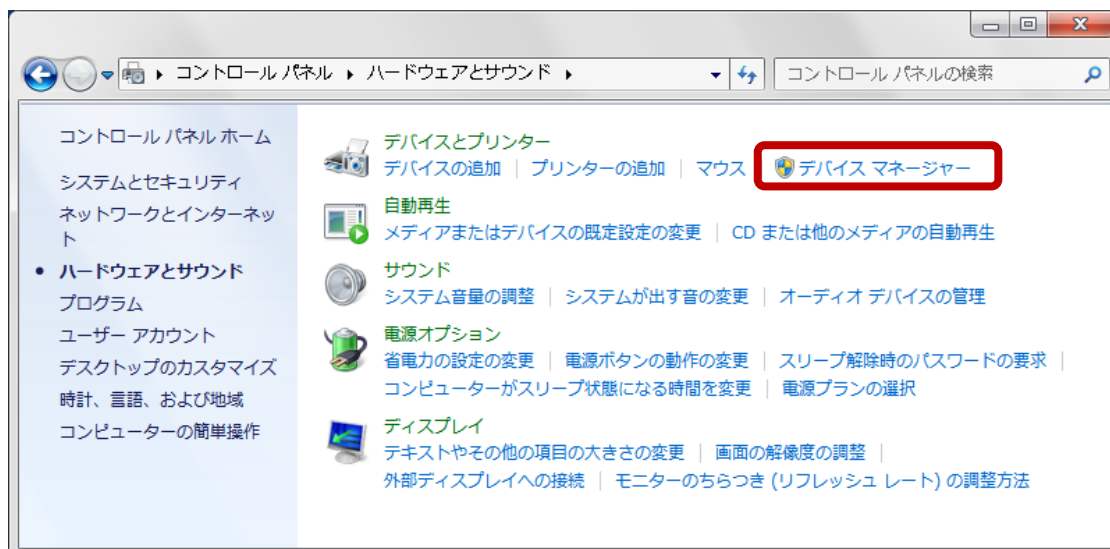 コントロール パネル ▸ ハードウェアとサウンド ▸
コントロール パネルの検索
コントロール パネル ホーム
システムとセキュリティ
ネットワークとインターネッ
ト
• ハードウェアとサウンド
プログラム
ユーザー アカウント
デスクトップのカスタマイズ
時計、言語、および地域
コンピューターの簡単操作
デバイスとプリンター
デバイスの追加 | プリンターの追加 | マウス デバイス マネージャー
自動再生
メディアまたはデバイスの既定設定の変更 | CD または他のメディアの自動再生
サウンド
システム音量の調整 | システムが出す音の変更 | オーディオ デバイスの管理
電源オプション
省電力の設定の変更 | 電源ボタンの動作の変更 | スリープ解除時のパスワードの要求 |
コンピューターがスリープ状態になる時間を変更 | 電源プランの選択
ディスプレイ
テキストやその他の項目の大きさの変更 | 画面の解像度の調整 |
外部ディスプレイへの接続 | モニターのちらつき (リフレッシュ レート) の調整方法